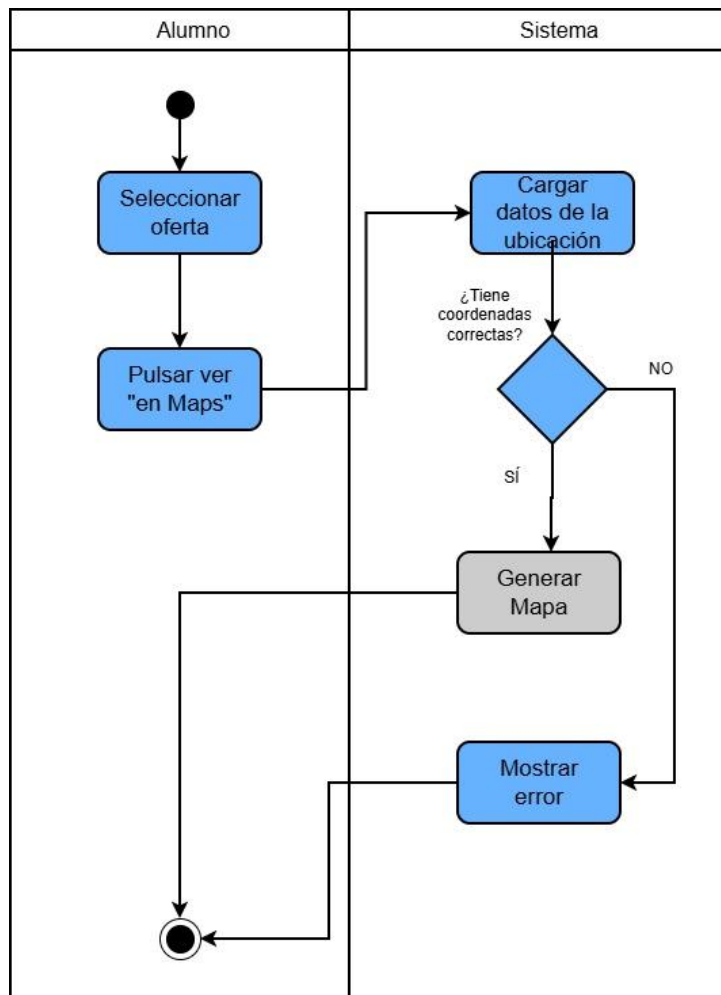 Alumno
Sistema
Seleccionar
oferta
Cargar
datos de la
ubicación
¿Tiene
coordenadas
correctas?
Pulsar ver
"en Maps"
NO
SÍ
Generar
Mapa
Mostrar
error